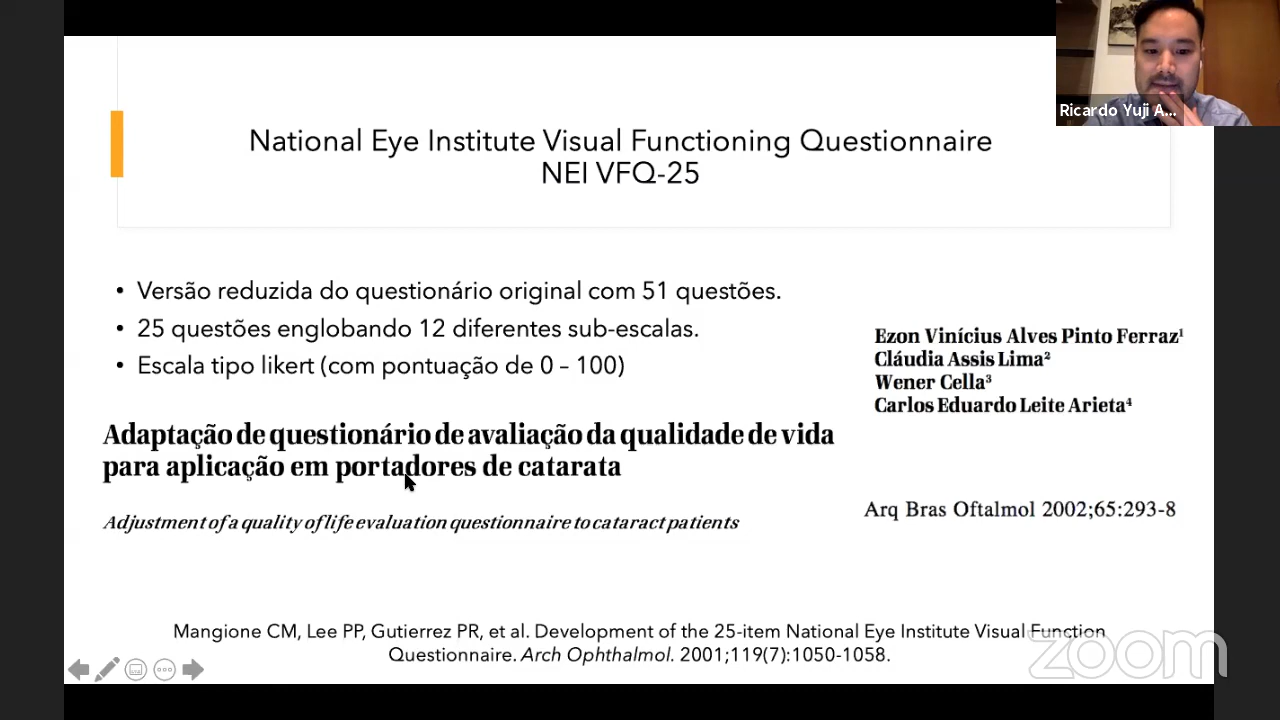 Ricardo Yuji A...
National Eye Institute Visual Functioning Questionnaire
NEI VFQ-25
• Versão reduzida do questionário original com 51 questões.
• 25 questões englobando 12 diferentes sub-escalas.
• Escala tipo likert (com pontuação de 0 – 100)
Ezon Vinícius Alves Pinto Ferraz¹
Cláudia Assis Lima²
Wener Cella³
Carlos Eduardo Leite Arieta⁴
Adaptação de questionário de avaliação da qualidade de vida
para aplicação em portadores de catarata
Adjustment of a quality of life evaluation questionnaire to cataract patients
Arq Bras Oftalmol 2002;65:293-8
Mangione CM, Lee PP, Gutierrez PR, et al. Development of the 25-item National Eye Institute Visual Function
Questionnaire. Arch Ophthalmol. 2001;119(7):1050-1058.
zoom